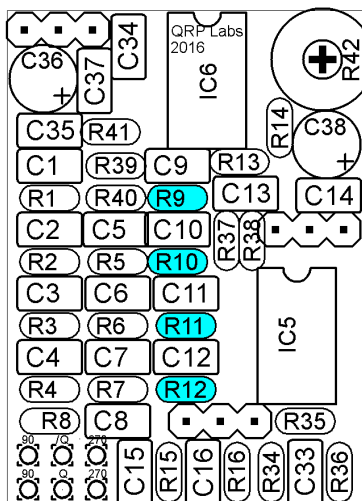 C34
QRP Labs
2016
R42
C36
C37
IC6
R14
C38
C35
R41
C1
R39
C9
R13
R1
R40
R9
C13
C14
C2
C5
C10
R37
R38
R2
R5
R10
C3
C6
C11
R3
R6
R11
IC5
C4
C7
C12
R4
R7
R12
R8
C8
R35
90 /Q 270
90 Q 270
C15
R15
C16
R16
R34
C33
R36